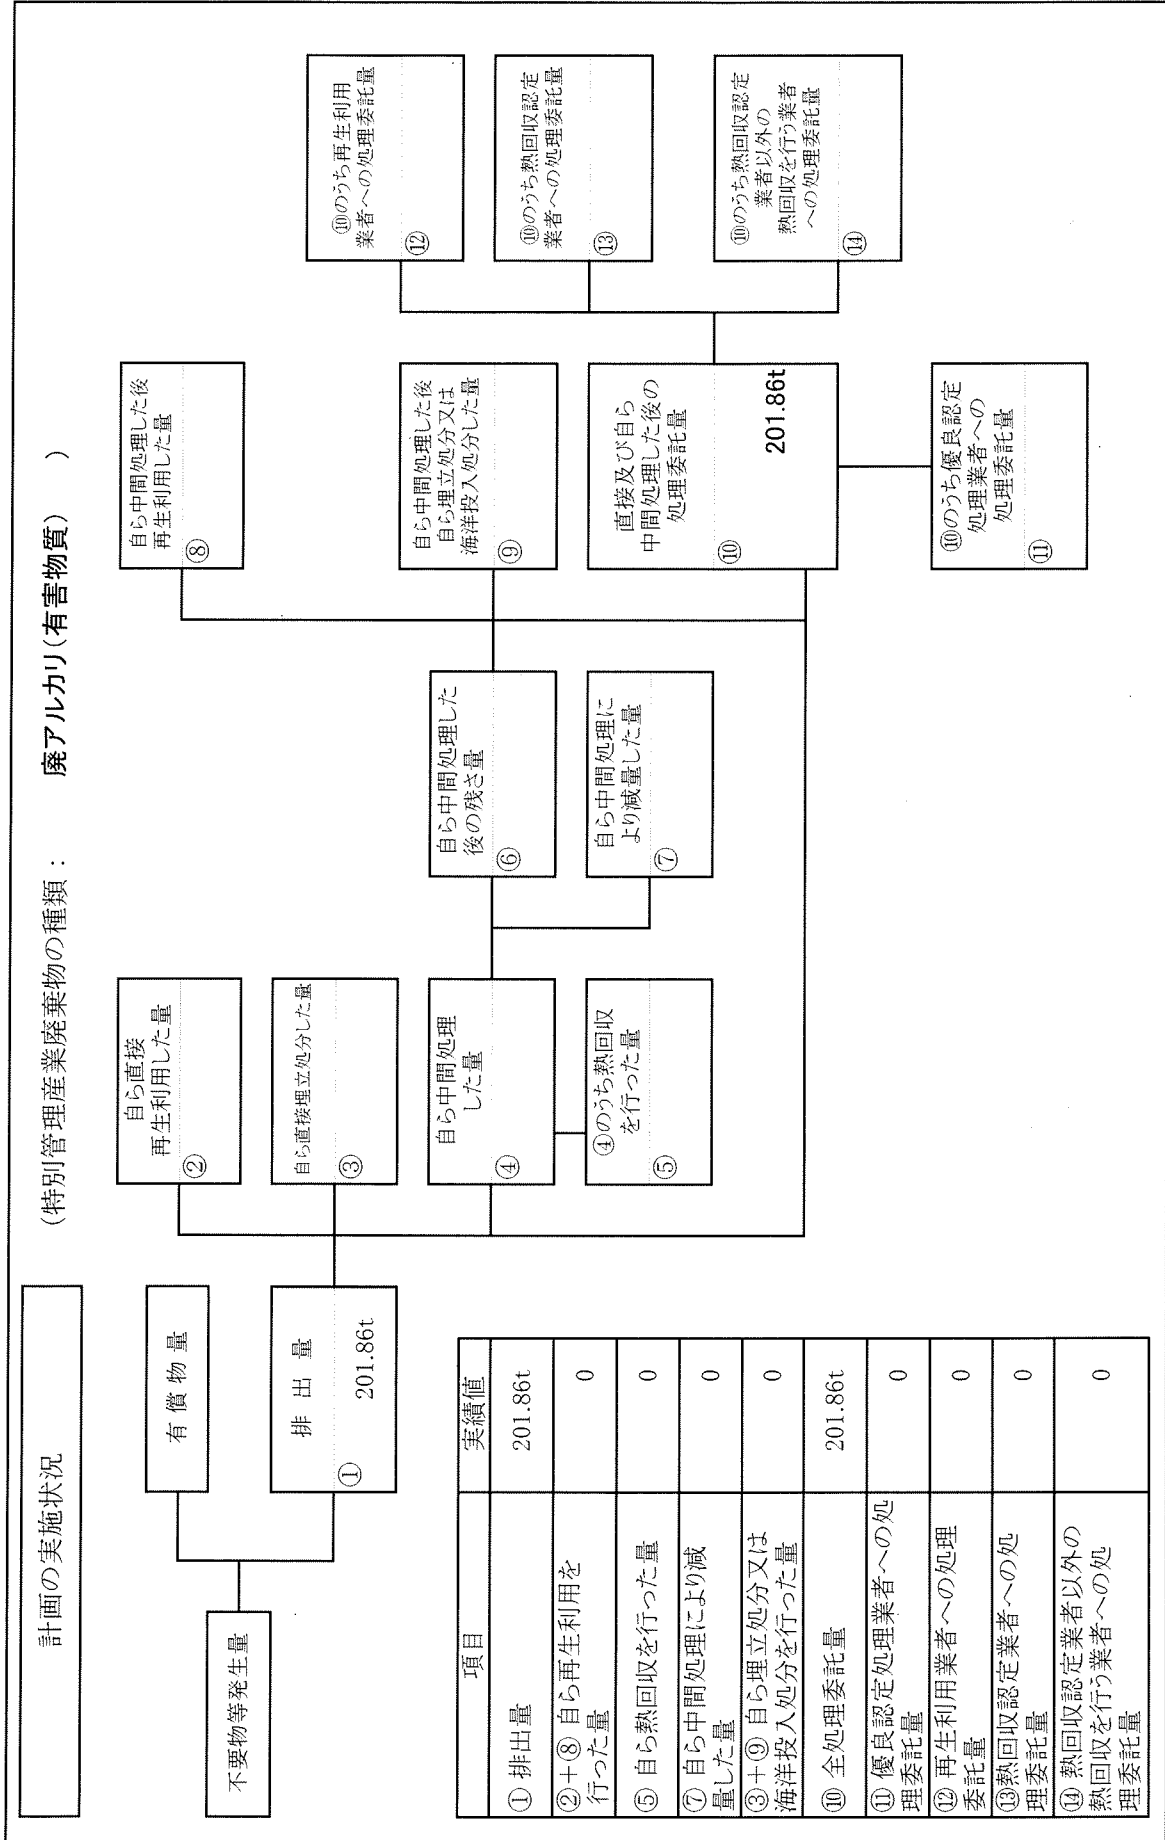 計画の実施状況
(特別管理産業廃棄物の種類: 廃アルカリ(有害物質) )
不要物等発生量
有償物量
排出量
① 201.86t
自ら直接
再生利用した量
②
自ら直接埋立処分した量
③
自ら中間処理
した量
④
④のうち熱回収
を行った量
⑤
自ら中間処理した
後の残さ量
⑥
自ら中間処理に
より減量した量
⑦
自ら中間処理した後
再生利用した量
⑧
自ら中間処理した後
自ら埋立処分又は
海洋投入処分した量
⑨
直接及び自ら
中間処理した後の
処理委託量
⑩
201.86t
⑩のうち優良認定
処理業者への
処理委託量
⑪
⑩のうち再生利用
業者への処理委託量
⑫
⑩のうち熱回収認定
業者への処理委託量
⑬
⑩のうち熱回収認定
業者以外の
熱回収を行う業者
への処理委託量
⑭
項目 実績値
① 排出量 201.86t
②+⑧ 自ら再生利用を
行った量 0
⑤ 自ら熱回収を行った量 0
⑦ 自ら中間処理により減
量した量 0
③+⑨ 自ら埋立処分又は
海洋投入処分を行った量 0
⑩ 全処理委託量 201.86t
⑪ 優良認定処理業者への処
理委託量 0
⑫ 再生利用業者への処理
委託量 0
⑬熱回収認定業者への処
理委託量 0
⑭ 熱回収認定業者以外の
熱回収を行う業者への処
理委託量 0